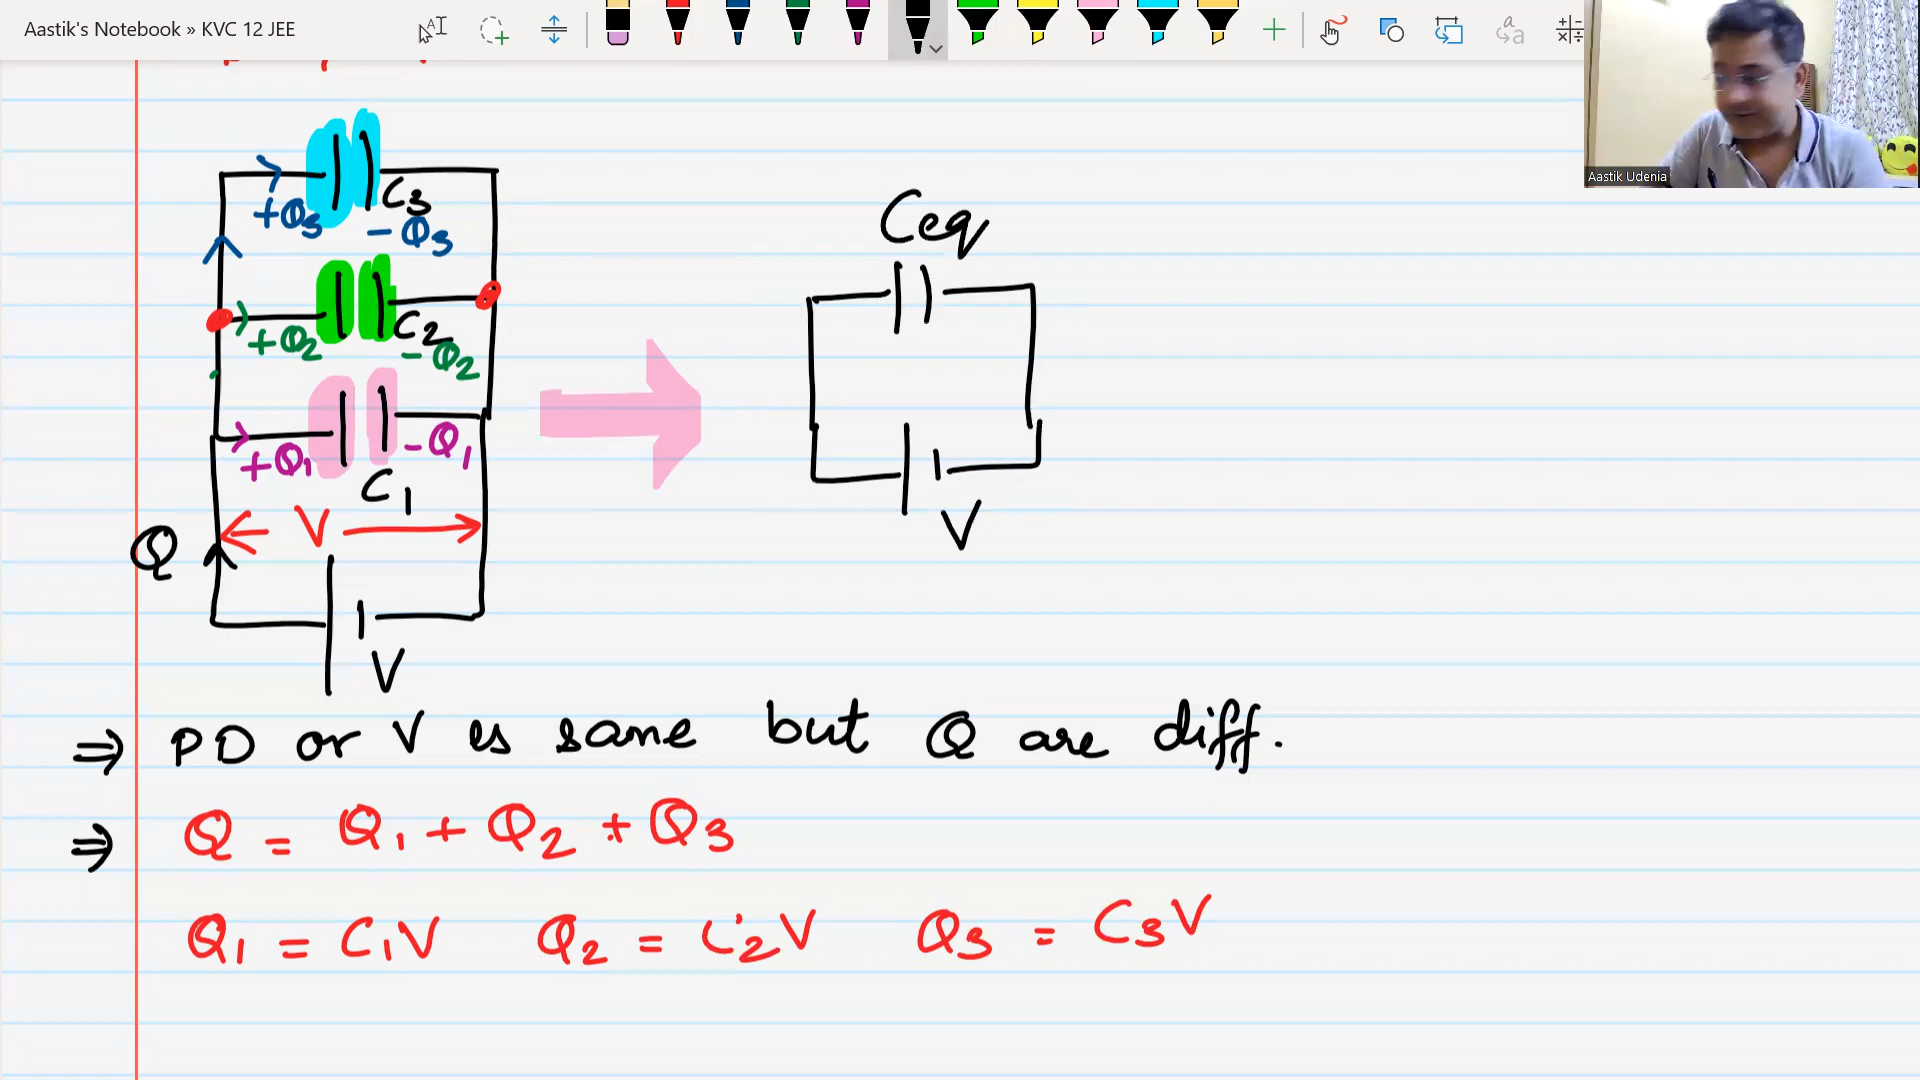 Aastik's Notebook » KVC 12 JEE
Aastik Udenia
C3
+Q3
-Q3
Ceq
C2
+Q2
-Q2
+Q1
-Q1
C1
V
Q
V
V
⇒ PD or V is same but Q are diff.
⇒ Q = Q1 + Q2 + Q3
Q1 = C1V Q2 = C2V Q3 = C3V